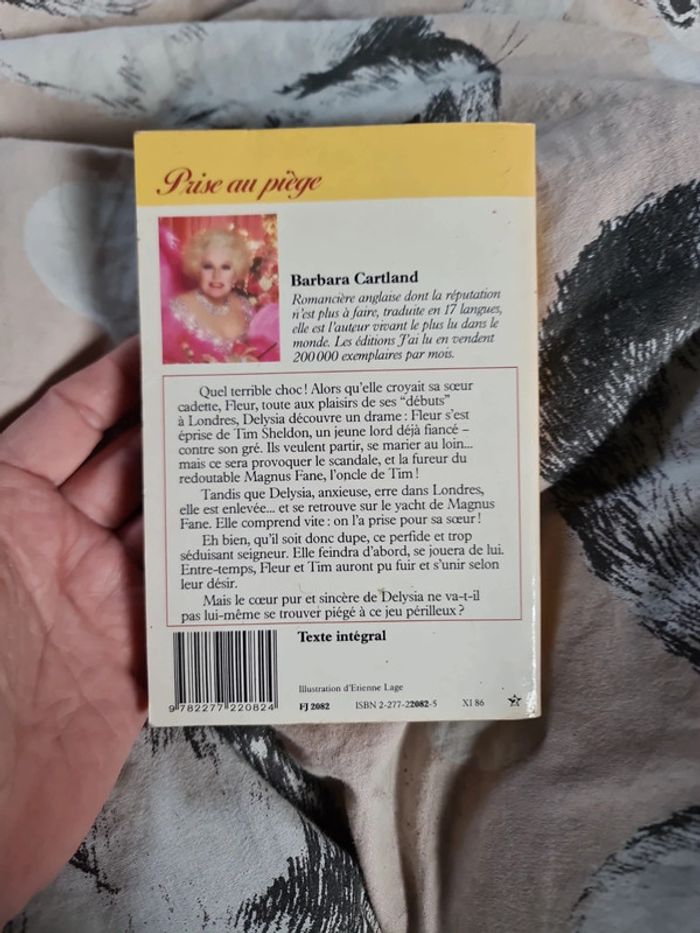 Prise au piège
Barbara Cartland
Romancière anglaise dont la réputation
n'est plus à faire, traduite en 17 langues,
elle est l'auteur vivant le plus lu dans le
monde. Les éditions J'ai lu en vendent
200 000 exemplaires par mois.
Quel terrible choc ! Alors qu'elle croyait sa sœur
cadette, Fleur, toute aux plaisirs de ses "débuts"
à Londres, Delysia découvre un drame : Fleur s'est
éprise de Tim Sheldon, un jeune lord déjà fiancé –
contre son gré. Ils veulent partir, se marier au loin...
mais ce sera provoquer le scandale, et la fureur du
redoutable Magnus Fane, l'oncle de Tim !
Tandis que Delysia, anxieuse, erre dans Londres,
elle est enlevée... et se retrouve sur le yacht de Magnus
Fane. Elle comprend vite : on l'a prise pour sa sœur !
Eh bien, qu'il soit donc dupe, ce perfide et trop
séduisant seigneur. Elle feindra d'abord, se jouera de lui.
Entre-temps, Fleur et Tim auront pu fuir et s'unir selon
leur désir.
Mais le cœur pur et sincère de Delysia ne va-t-il
pas lui-même se trouver piégé à ce jeu périlleux ?
Texte intégral
Illustration d'Etienne Lage
9 782277 220824 FJ 2082 ISBN 2-277-22082-5 XI 86